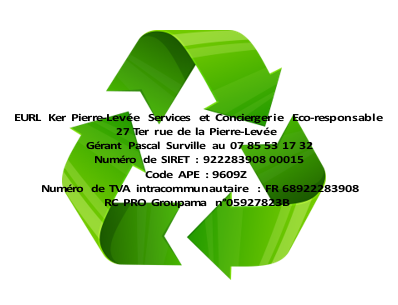 EURL Ker Pierre-Levée Services et Conciergerie Eco-responsable
27 Ter rue de la Pierre-Levée
Gérant Pascal Surville au 07 85 53 17 32
Numéro de SIRET : 922283908 00015
Code APE : 9609Z
Numéro de TVA intracommunautaire : FR 68922283908
RC PRO Groupama n°05927823B